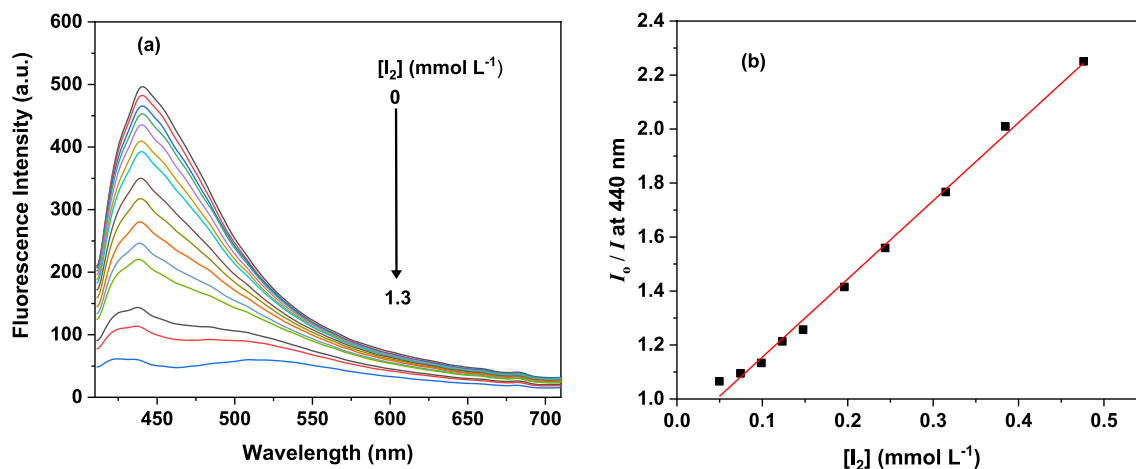 (a)
[I₂] (mmol L⁻¹)
0
1.3
600
500
400
300
200
100
0
Fluorescence Intensity (a.u.)
450 500 550 600 650 700
Wavelength (nm)
(b)
2.4
2.2
2.0
1.8
1.6
1.4
1.2
1.0
Iₒ / I at 440 nm
0.0 0.1 0.2 0.3 0.4 0.5
[I₂] (mmol L⁻¹)